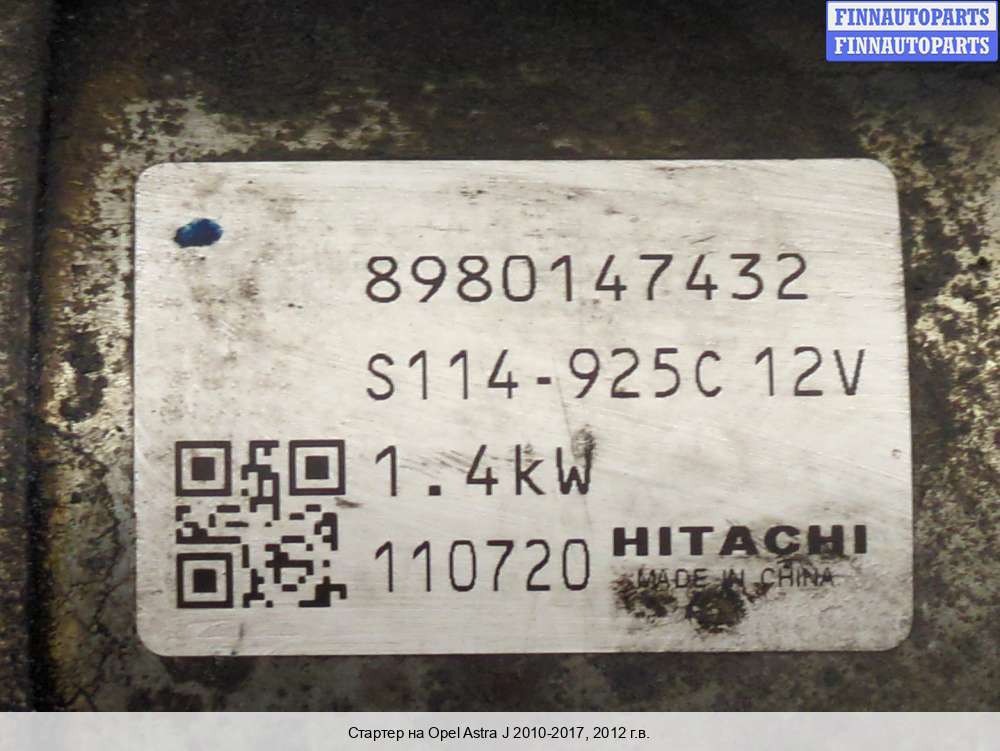 FINNAUTOPARTS
FINNAUTOPARTS
8980147432
S114-925C 12V
1.4kW
110720
HITACHI
MADE IN CHINA
Стартер на Opel Astra J 2010-2017, 2012 г.в.